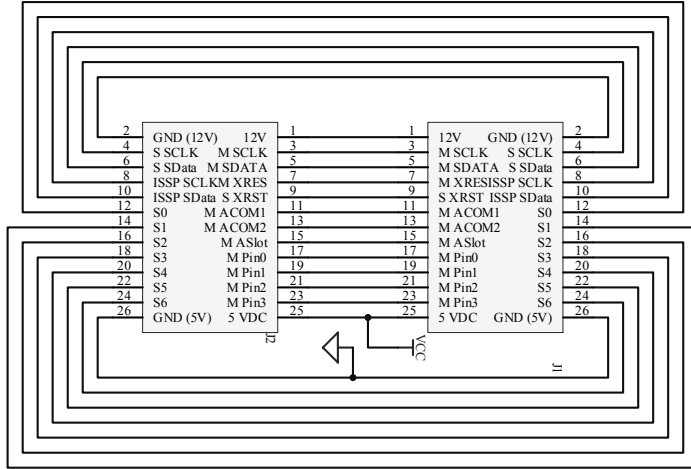 2 GND (12V) 12V 1 1 12V GND (12V) 2
4 S SCLK M SCLK 3 3 M SCLK S SCLK 4
6 S SData M SDATA 5 5 M SDATA S SData 6
8 ISSP SCLK M XRES 7 7 M XRES ISSP SCLK 8
10 ISSP SData S XRST 9 9 S XRST ISSP SData 10
12 S0 M ACOM1 11 11 M ACOM1 S0 12
14 S1 M ACOM2 13 13 M ACOM2 S1 14
16 S2 M ASlot 15 15 M ASlot S2 16
18 S3 M Pin0 17 17 M Pin0 S3 18
20 S4 M Pin1 19 19 M Pin1 S4 20
22 S5 M Pin2 21 21 M Pin2 S5 22
24 S6 M Pin3 23 23 M Pin3 S6 24
26 GND (5V) 5 VDC 25 25 5 VDC GND (5V) 26
J2
VCC
J1